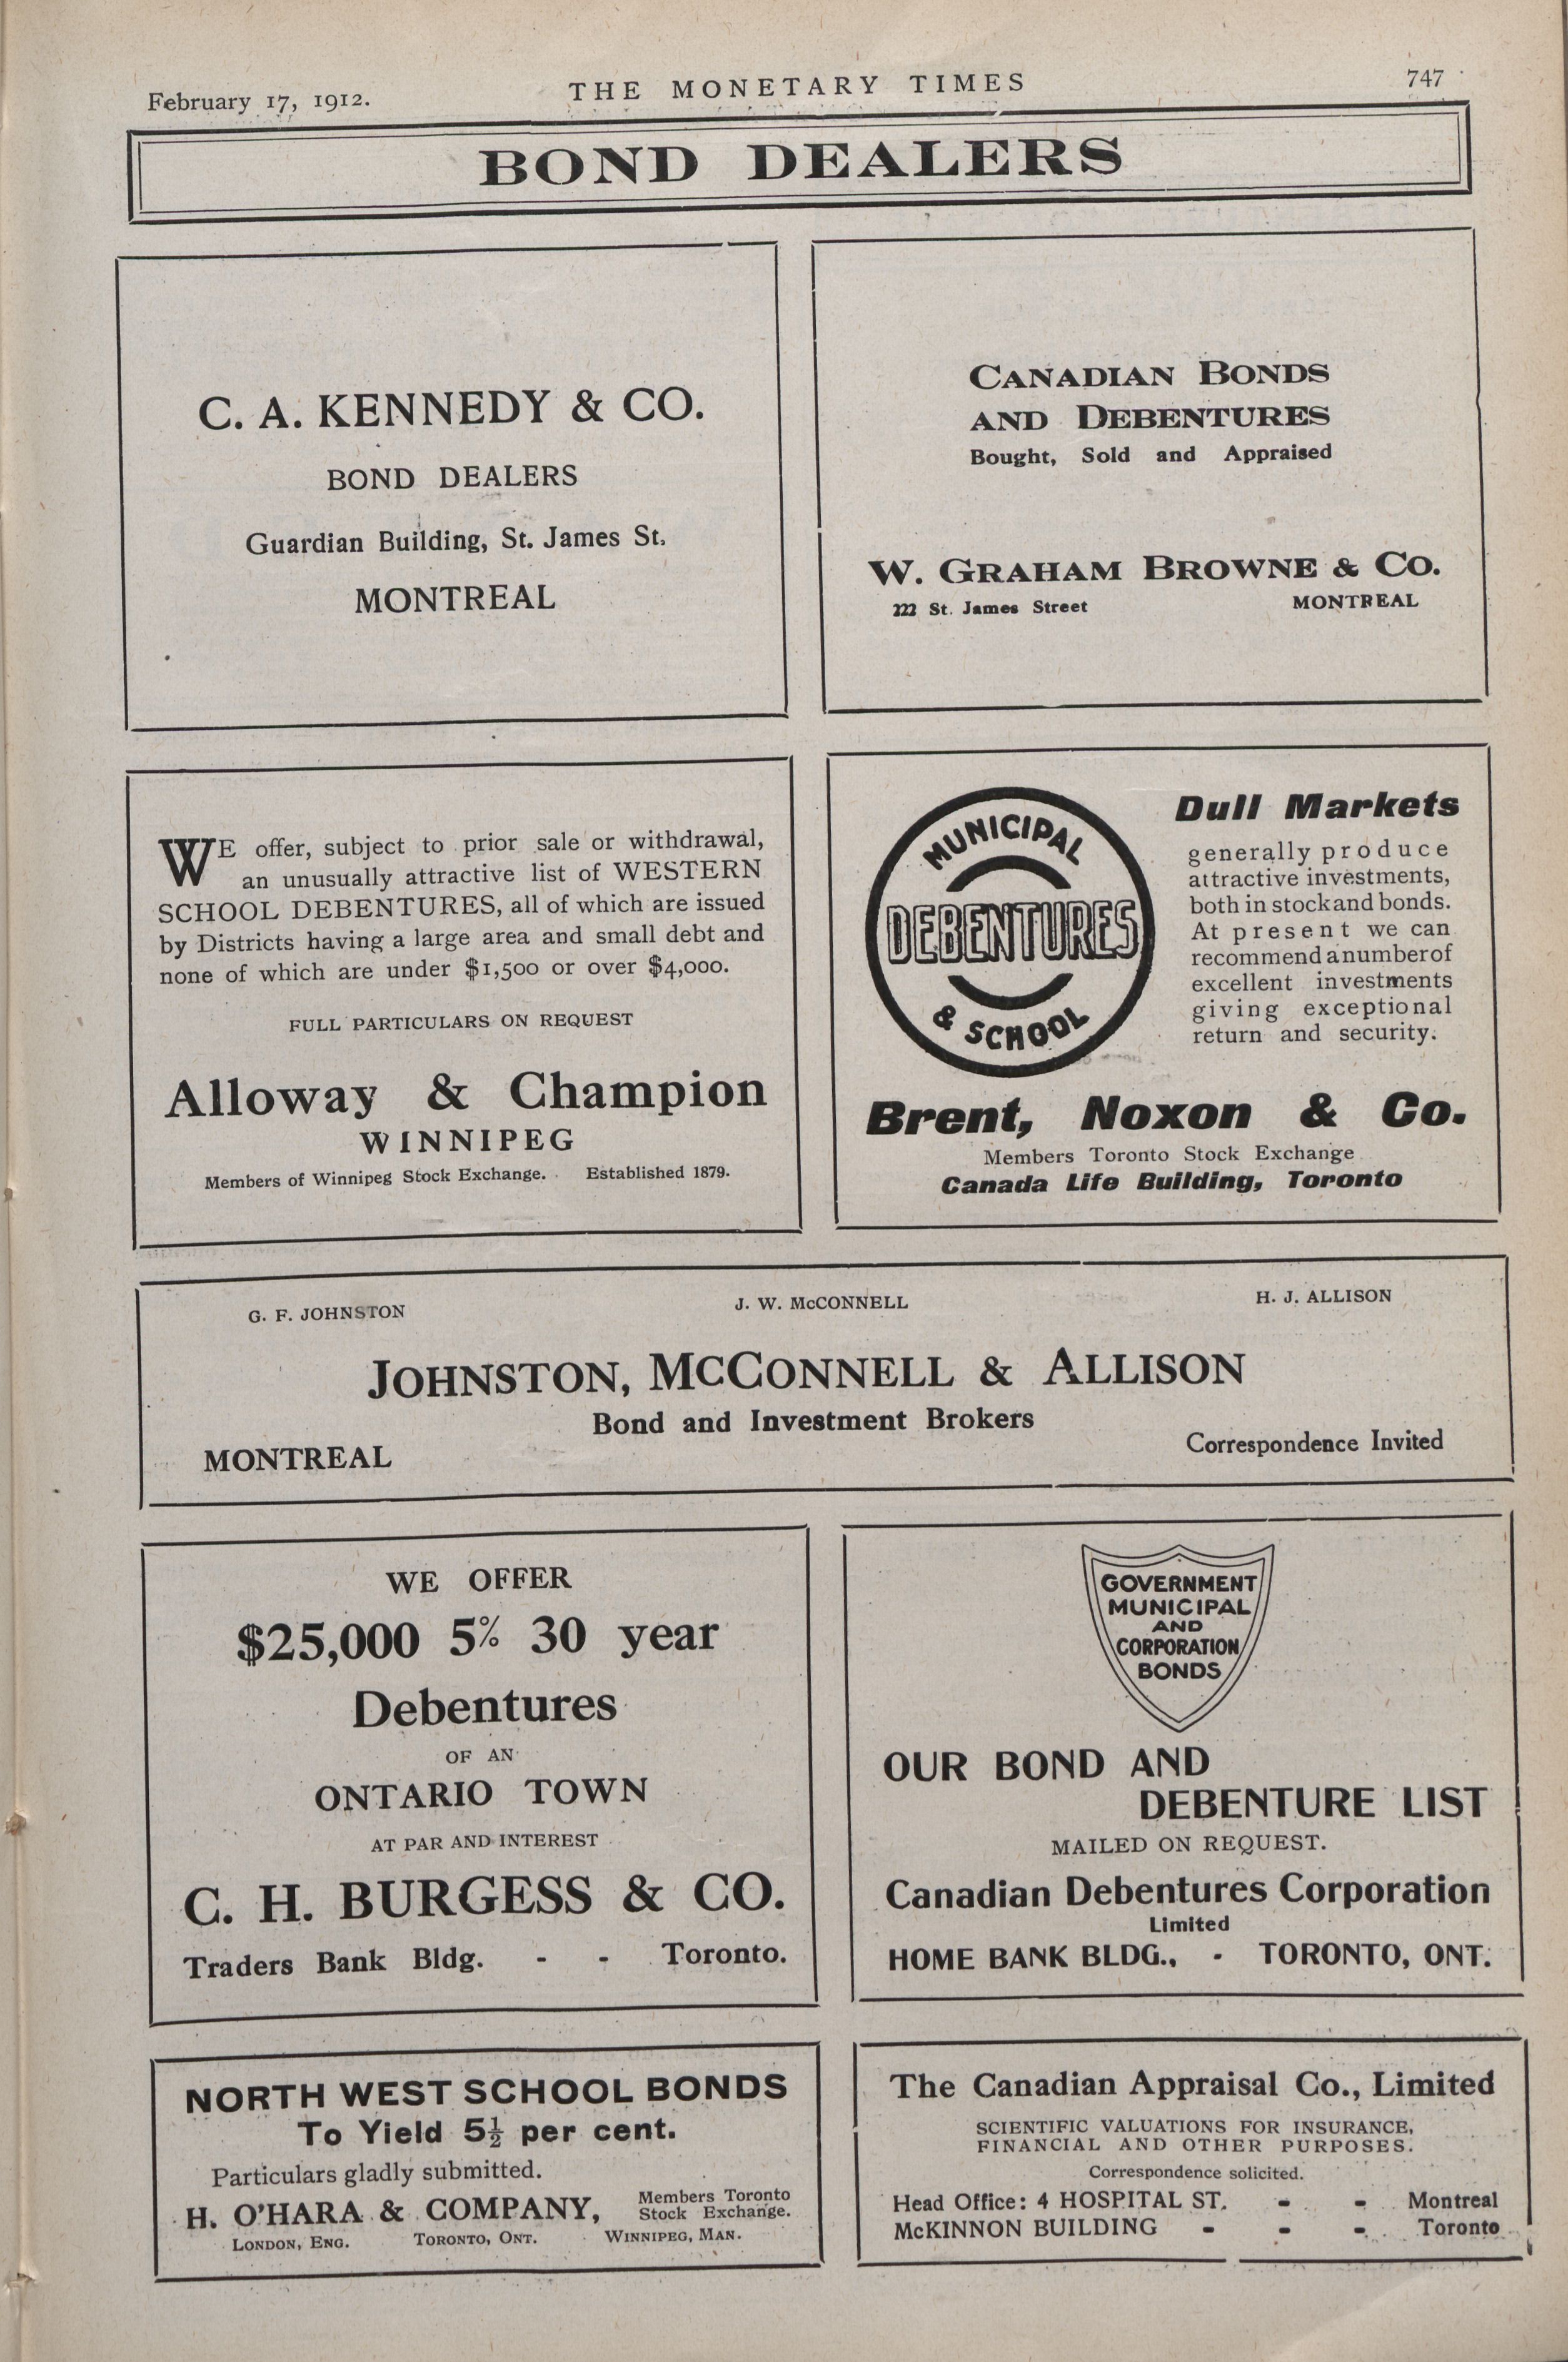 February 17, 1912.
THE MONETARY TIMES
747
BOND DEALERS
C. A. KENNEDY & CO.
BOND DEALERS
Guardian Building, St. James St.
MONTREAL
CANADIAN BONDS
AND DEBENTURES
Bought, Sold and Appraised
W. GRAHAM BROWNE & CO.
222 St. James Street MONTREAL
WE offer, subject to prior sale or withdrawal,
an unusually attractive list of WESTERN
SCHOOL DEBENTURES, all of which are issued
by Districts having a large area and small debt and
none of which are under $1,500 or over $4,000.
FULL PARTICULARS ON REQUEST
Alloway & Champion
WINNIPEG
Members of Winnipeg Stock Exchange. Established 1879.
MUNICIPAL
DEBENTURES
& SCHOOL
Dull Markets
generally produce
attractive investments,
both in stock and bonds.
At present we can
recommend a number of
excellent investments
giving exceptional
return and security.
Brent, Noxon & Co.
Members Toronto Stock Exchange
Canada Life Building, Toronto
G. F. JOHNSTON J. W. McCONNELL H. J. ALLISON
JOHNSTON, MCCONNELL & ALLISON
Bond and Investment Brokers
MONTREAL Correspondence Invited
WE OFFER
$25,000 5% 30 year
Debentures
OF AN
ONTARIO TOWN
AT PAR AND INTEREST
C. H. BURGESS & CO.
Traders Bank Bldg. - - Toronto.
GOVERNMENT
MUNICIPAL
AND
CORPORATION
BONDS
OUR BOND AND
DEBENTURE LIST
MAILED ON REQUEST.
Canadian Debentures Corporation
Limited
HOME BANK BLDG., - TORONTO, ONT.
NORTH WEST SCHOOL BONDS
To Yield 5½ per cent.
Particulars gladly submitted.
H. O'HARA & COMPANY, Members Toronto
Stock Exchange.
LONDON, ENG. TORONTO, ONT. WINNIPEG, MAN.
The Canadian Appraisal Co., Limited
SCIENTIFIC VALUATIONS FOR INSURANCE,
FINANCIAL AND OTHER PURPOSES.
Correspondence solicited.
Head Office: 4 HOSPITAL ST. - - Montreal
McKINNON BUILDING - - - Toronto